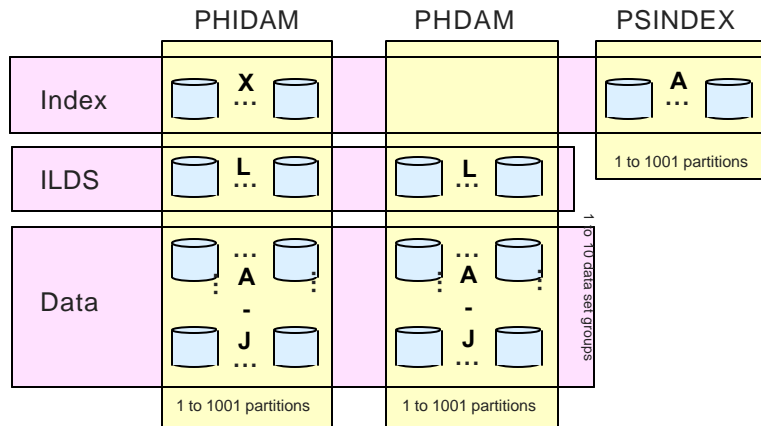 PHIDAM PHDAM PSINDEX
Index X ... A ...
ILDS L ... L ...
1 to 1001 partitions
1 to 10 data set groups
... ...
A A
Data - -
J J
... ...
1 to 1001 partitions 1 to 1001 partitions